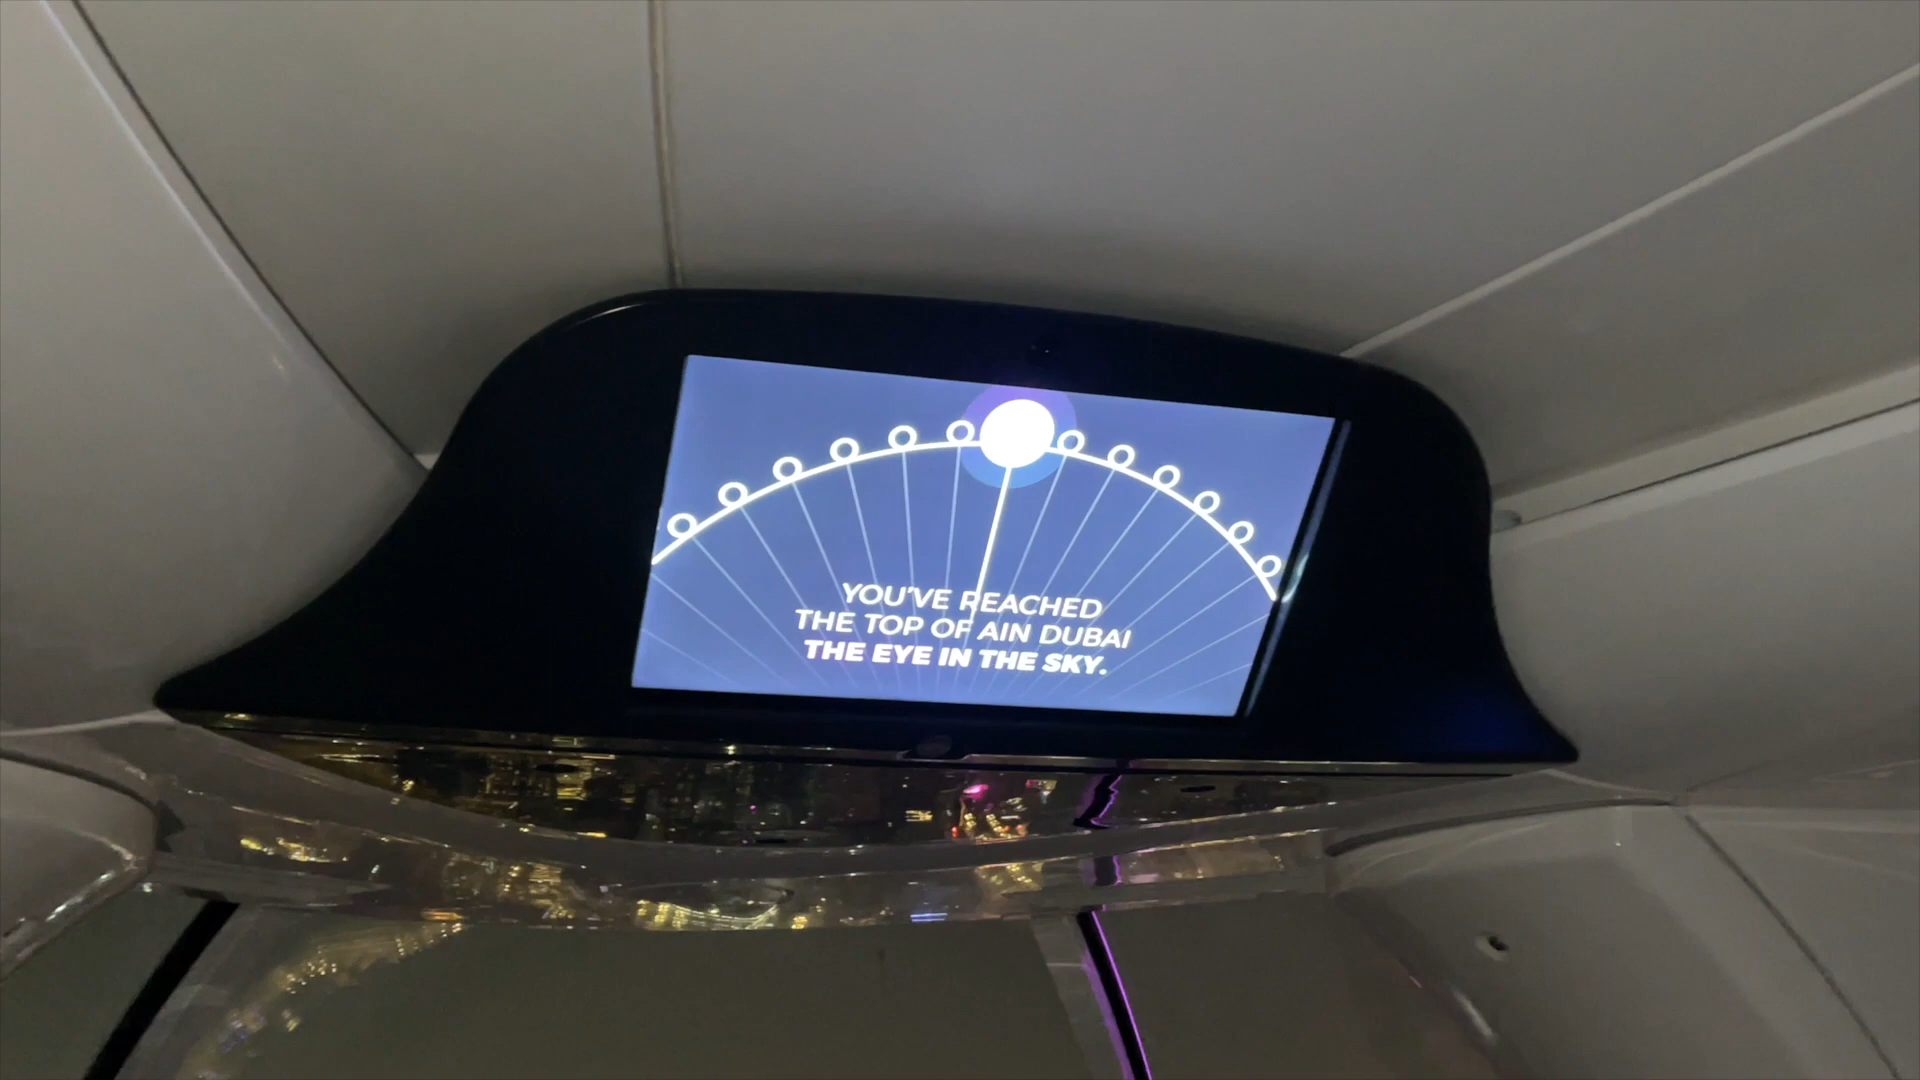 YOU'VE REACHED
THE TOP OF AIN DUBAI
THE EYE IN THE SKY.